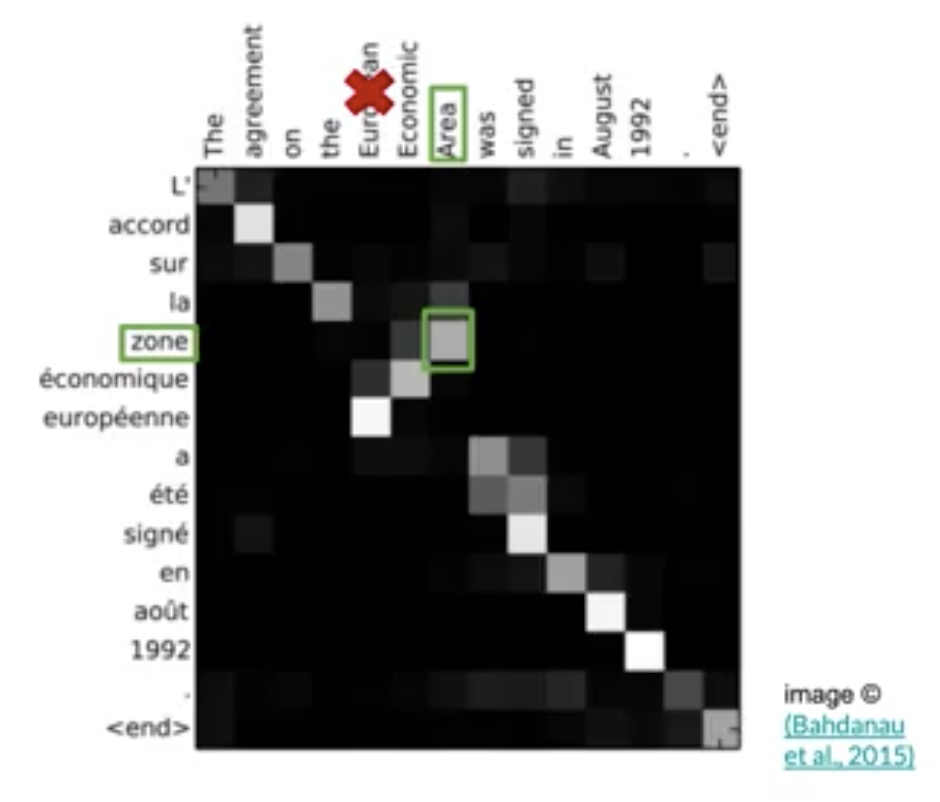 The
agreement
on
the
Economic
Area
was
signed
in
August
1992
.
<end>
L'
accord
sur
la
zone
économique
européenne
a
été
signé
en
août
1992
.
<end>
image ©
(Bahdanau
et al., 2015)